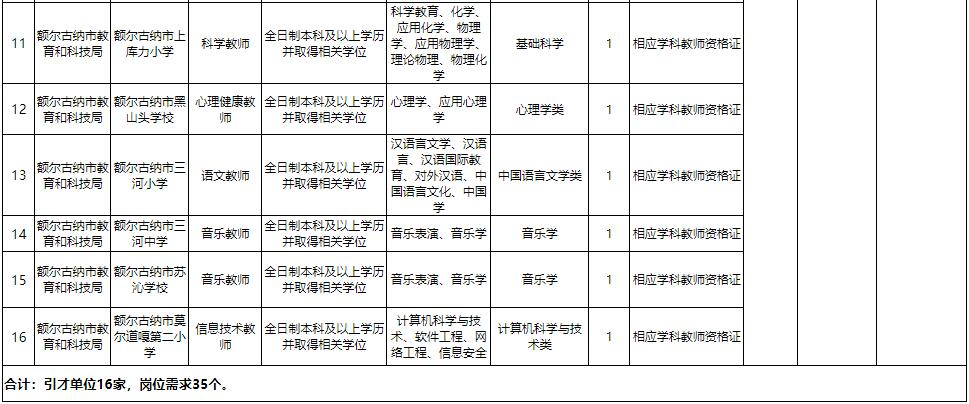 11
额尔古纳市教
育和科技局
额尔古纳市上
库力小学
科学教师
全日制本科及以上学历
并取得相关学位
科学教育、化学、
应用化学、物理
学、应用物理学、
理论物理、物理化
学
基础科学
1
相应学科教师资格证
12
额尔古纳市教
育和科技局
额尔古纳市黑
山头学校
心理健康教
师
全日制本科及以上学历
并取得相关学位
心理学、应用心理
学
心理学类
1
相应学科教师资格证
13
额尔古纳市教
育和科技局
额尔古纳市三
河小学
语文教师
全日制本科及以上学历
并取得相关学位
汉语言文学、汉语
言、汉语国际教
育、对外汉语、中
国语言文化、中国
学
中国语言文学类
1
相应学科教师资格证
14
额尔古纳市教
育和科技局
额尔古纳市三
河中学
音乐教师
全日制本科及以上学历
并取得相关学位
音乐表演、音乐学
音乐学
1
相应学科教师资格证
15
额尔古纳市教
育和科技局
额尔古纳市苏
沁学校
音乐教师
全日制本科及以上学历
并取得相关学位
音乐表演、音乐学
音乐学
1
相应学科教师资格证
16
额尔古纳市教
育和科技局
额尔古纳市莫
尔道嘎第二小
学
信息技术教
师
全日制本科及以上学历
并取得相关学位
计算机科学与技
术、软件工程、网
络工程、信息安全
计算机科学与技
术类
1
相应学科教师资格证
合计：引才单位16家，岗位需求35个。